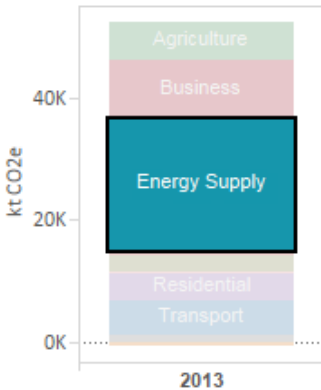 Agriculture
Business
40K
kt CO2e
Energy Supply
20K
Residential
Transport
0K
2013